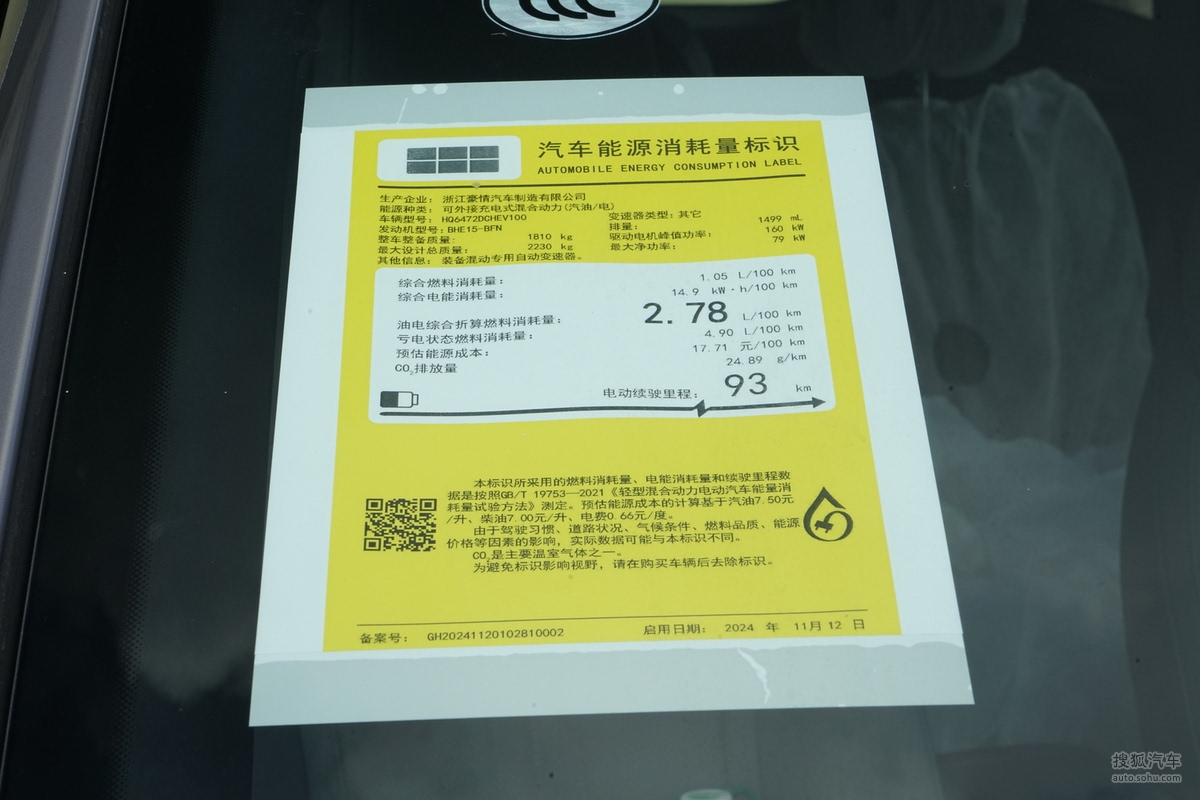 汽车能源消耗量标识
AUTOMOBILE ENERGY CONSUMPTION LABEL
生产企业： 浙江豪情汽车制造有限公司
能源种类： 可外接充电式混合动力(汽油/电)
车辆型号： HQ6472DCHEV100 变速器类型：其它
发动机型号：BHE15-BFN 排量： 1499 mL
整车整备质量： 1810 kg 驱动电机峰值功率： 160 kW
最大设计总质量： 2230 kg 最大净功率： 79 kW
其他信息： 装备混动专用自动变速器。
综合燃料消耗量： 1.05 L/100 km
综合电能消耗量： 14.9 kW·h/100 km
油电综合折算燃料消耗量： 2.78 L/100 km
亏电状态燃料消耗量： 4.90 L/100 km
预估能源成本： 17.71 元/100 km
CO₂排放量 24.89 g/km
电动续驶里程： 93 km
本标识所采用的燃料消耗量、电能消耗量和续驶里程数
据是按照GB/T 19753—2021《轻型混合动力电动汽车能量消
耗量试验方法》测定。预估能源成本的计算基于汽油7.50元
/升、柴油7.00元/升、电费0.66元/度。
由于驾驶习惯、道路状况、气候条件、燃料品质、能源
价格等因素的影响，实际数据可能与本标识不同。
CO₂是主要温室气体之一。
为避免标识影响视野，请在购买车辆后去除标识。
备案号： GH20241120102810002 启用日期： 2024 年 11月 12 日
搜狐汽车
auto.sohu.com